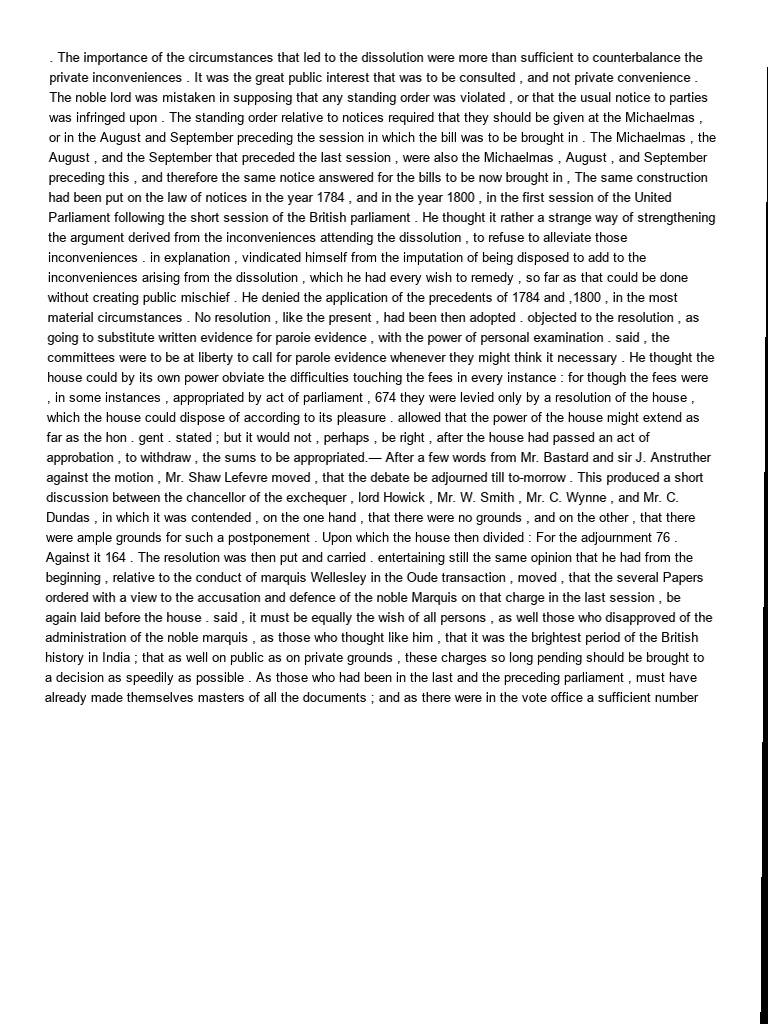 . The importance of the circumstances that led to the dissolution were more than sufficient to counterbalance the
private inconveniences . It was the great public interest that was to be consulted , and not private convenience .
The noble lord was mistaken in supposing that any standing order was violated , or that the usual notice to parties
was infringed upon . The standing order relative to notices required that they should be given at the Michaelmas ,
or in the August and September preceding the session in which the bill was to be brought in . The Michaelmas , the
August , and the September that preceded the last session , were also the Michaelmas , August , and September
preceding this , and therefore the same notice answered for the bills to be now brought in , The same construction
had been put on the law of notices in the year 1784 , and in the year 1800 , in the first session of the United
Parliament following the short session of the British parliament . He thought it rather a strange way of strengthening
the argument derived from the inconveniences attending the dissolution , to refuse to alleviate those
inconveniences . in explanation , vindicated himself from the imputation of being disposed to add to the
inconveniences arising from the dissolution , which he had every wish to remedy , so far as that could be done
without creating public mischief . He denied the application of the precedents of 1784 and ,1800 , in the most
material circumstances . No resolution , like the present , had been then adopted . objected to the resolution , as
going to substitute written evidence for paroie evidence , with the power of personal examination . said , the
committees were to be at liberty to call for parole evidence whenever they might think it necessary . He thought the
house could by its own power obviate the difficulties touching the fees in every instance : for though the fees were
, in some instances , appropriated by act of parliament , 674 they were levied only by a resolution of the house ,
which the house could dispose of according to its pleasure . allowed that the power of the house might extend as
far as the hon . gent . stated ; but it would not , perhaps , be right , after the house had passed an act of
approbation , to withdraw , the sums to be appropriated.— After a few words from Mr. Bastard and sir J. Anstruther
against the motion , Mr. Shaw Lefevre moved , that the debate be adjourned till to-morrow . This produced a short
discussion between the chancellor of the exchequer , lord Howick , Mr. W. Smith , Mr. C. Wynne , and Mr. C.
Dundas , in which it was contended , on the one hand , that there were no grounds , and on the other , that there
were ample grounds for such a postponement . Upon which the house then divided : For the adjournment 76 .
Against it 164 . The resolution was then put and carried . entertaining still the same opinion that he had from the
beginning , relative to the conduct of marquis Wellesley in the Oude transaction , moved , that the several Papers
ordered with a view to the accusation and defence of the noble Marquis on that charge in the last session , be
again laid before the house . said , it must be equally the wish of all persons , as well those who disapproved of the
administration of the noble marquis , as those who thought like him , that it was the brightest period of the British
history in India ; that as well on public as on private grounds , these charges so long pending should be brought to
a decision as speedily as possible . As those who had been in the last and the preceding parliament , must have
already made themselves masters of all the documents ; and as there were in the vote office a sufficient number